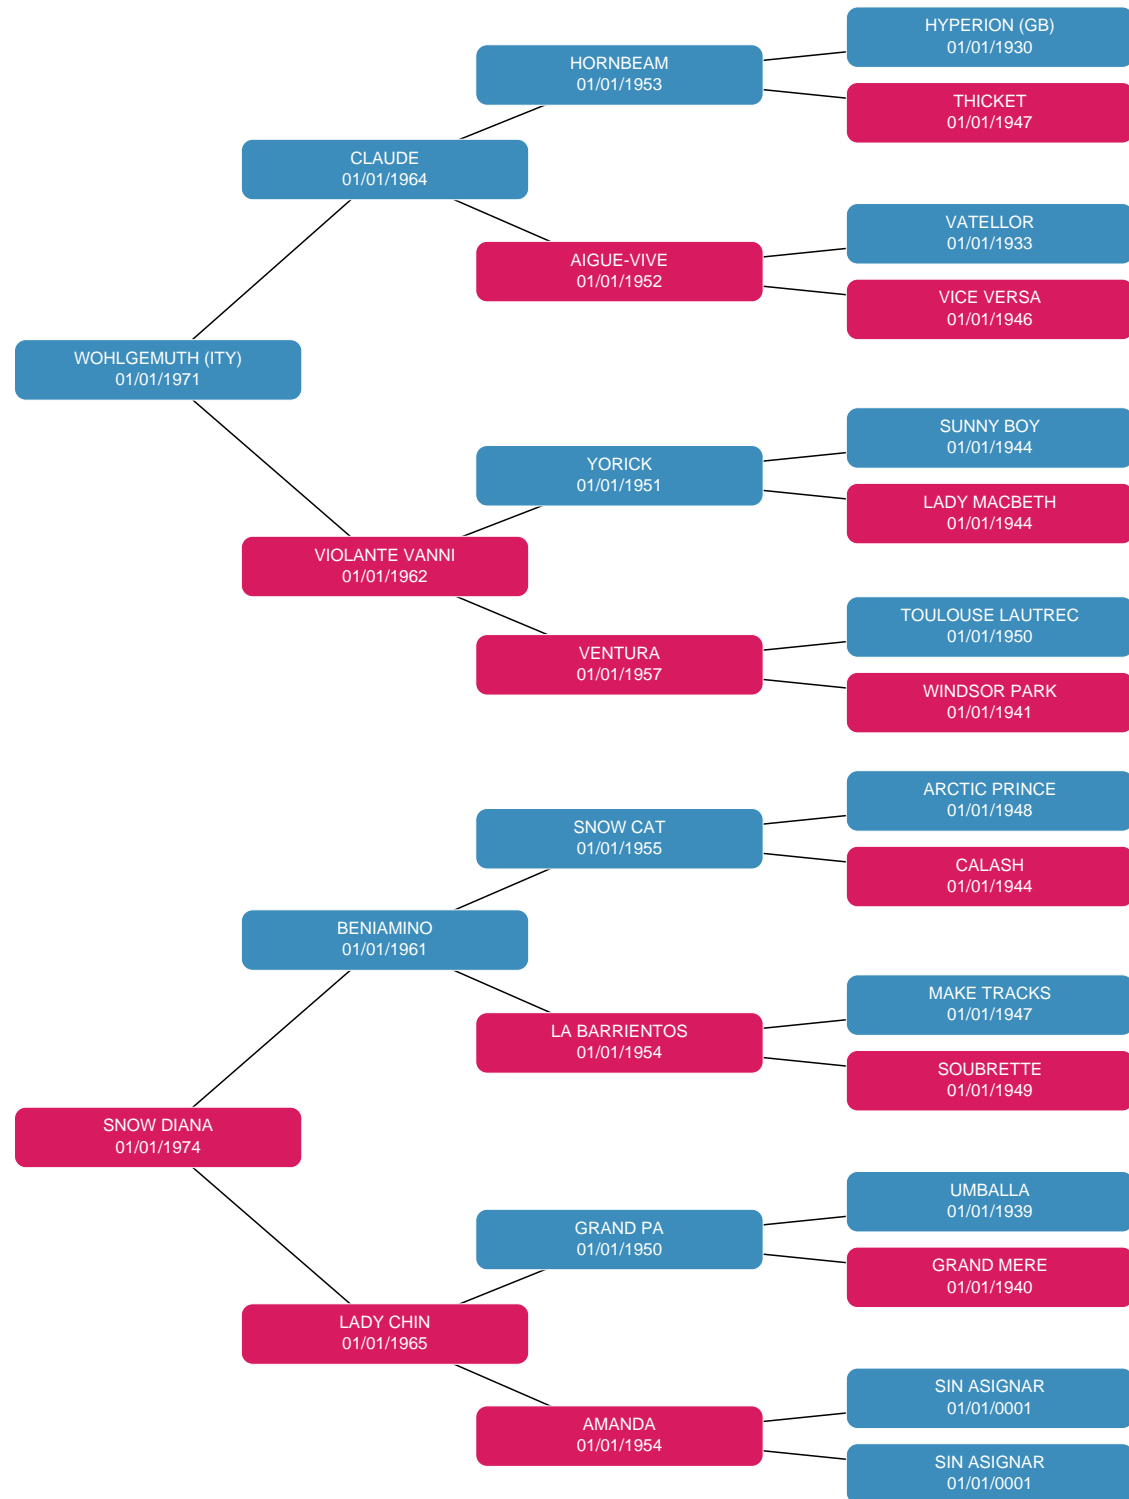 HYPERION (GB)
01/01/1930
HORNBEAM
01/01/1953
THICKET
01/01/1947
CLAUDE
01/01/1964
VATELLOR
01/01/1933
AIGUE-VIVE
01/01/1952
VICE VERSA
01/01/1946
WOHLGEMUTH (ITY)
01/01/1971
SUNNY BOY
01/01/1944
YORICK
01/01/1951
LADY MACBETH
01/01/1944
VIOLANTE VANNI
01/01/1962
TOULOUSE LAUTREC
01/01/1950
VENTURA
01/01/1957
WINDSOR PARK
01/01/1941
ARCTIC PRINCE
01/01/1948
SNOW CAT
01/01/1955
CALASH
01/01/1944
BENIAMINO
01/01/1961
MAKE TRACKS
01/01/1947
LA BARRIENTOS
01/01/1954
SOUBRETTE
01/01/1949
SNOW DIANA
01/01/1974
UMBALLA
01/01/1939
GRAND PA
01/01/1950
GRAND MERE
01/01/1940
LADY CHIN
01/01/1965
SIN ASIGNAR
01/01/0001
AMANDA
01/01/1954
SIN ASIGNAR
01/01/0001